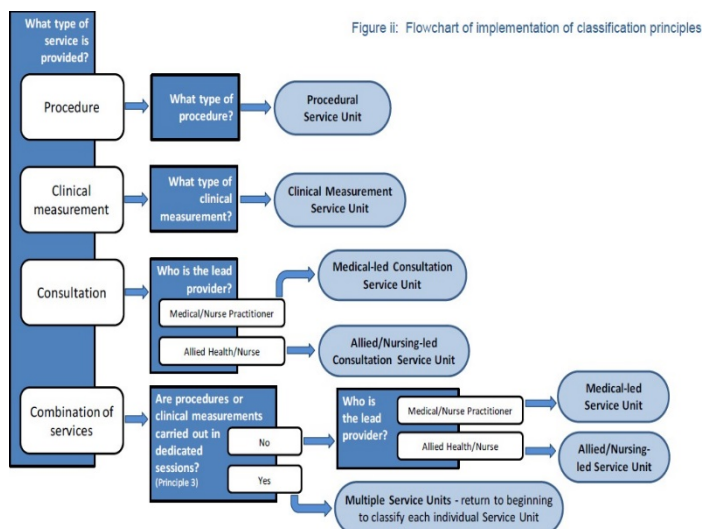 Figure ii: Flowchart of implementation of classification principles
What type of
service is
provided?
Procedure
What type of
procedure?
Procedural
Service Unit
Clinical
measurement
What type of
clinical
measurement?
Clinical Measurement
Service Unit
Consultation
Who is the lead
provider?
Medical/Nurse Practitioner
Allied Health/Nurse
Medical-led Consultation
Service Unit
Allied/Nursing-led
Consultation Service Unit
Combination of
services
Are procedures or
clinical measurements
carried out in
dedicated
sessions?
(Principle 3)
No
Yes
Who is
the lead
provider?
Medical/Nurse Practitioner
Allied Health/Nurse
Medical-led
Service Unit
Allied/Nursing-
led Service Unit
Multiple Service Units - return to beginning
to classify each individual Service Unit